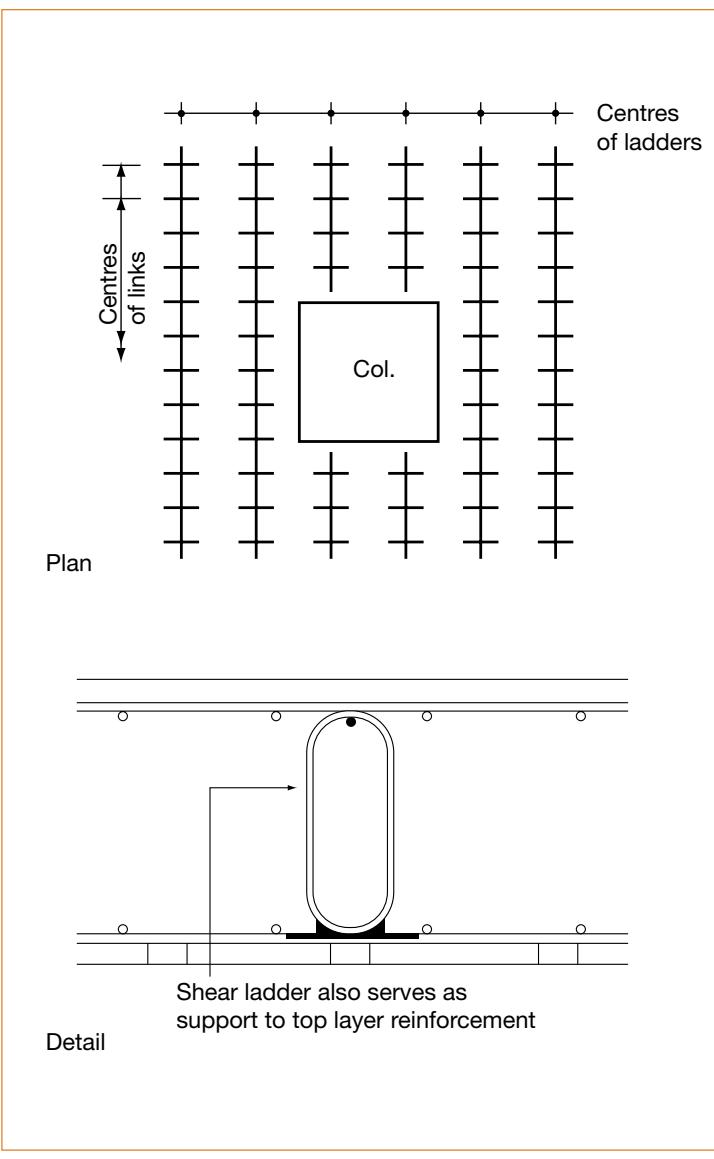 Centres
of ladders
Centres
of links
Col.
Plan
Shear ladder also serves as
support to top layer reinforcement
Detail